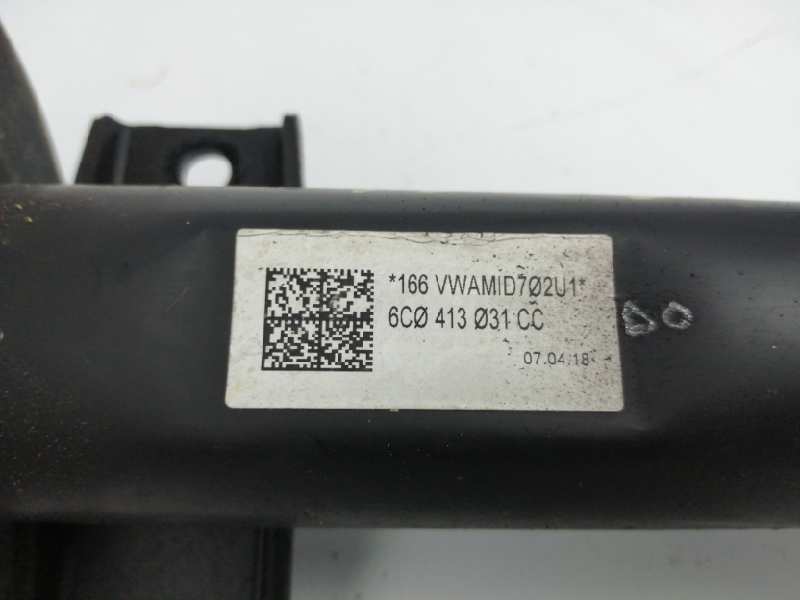 *166 VWAMID7Ø2U1*
6CØ 413 Ø31 CC
07.04.18